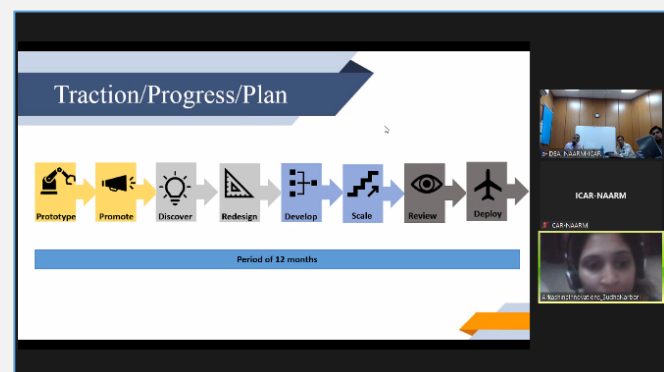 Traction/Progress/Plan
Prototype
Promote
Discover
Redesign
Develop
Scale
Review
Deploy
Period of 12 months
ICAR-NAARM